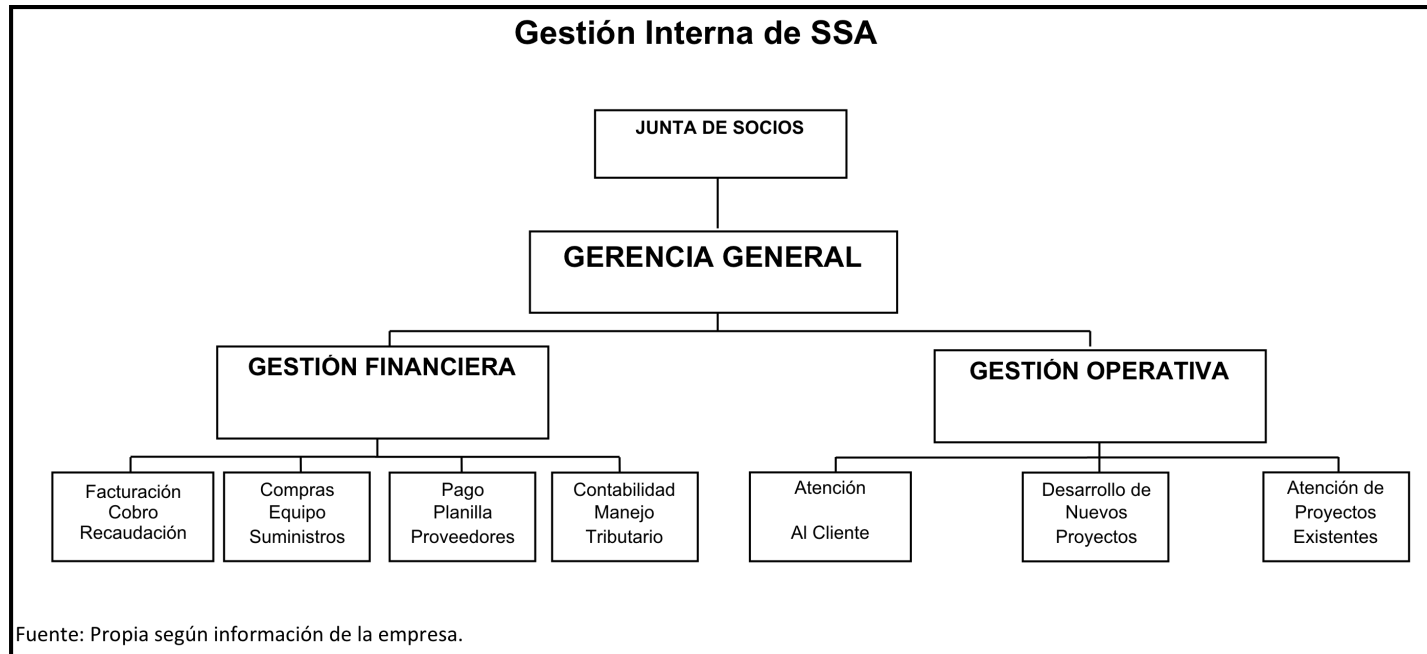 Gestión Interna de SSA
JUNTA DE SOCIOS
GERENCIA GENERAL
GESTIÓN FINANCIERA
GESTIÓN OPERATIVA
Facturación
Cobro
Recaudación
Compras
Equipo
Suministros
Pago
Planilla
Proveedores
Contabilidad
Manejo
Tributario
Atención
Al Cliente
Desarrollo de
Nuevos
Proyectos
Atención de
Proyectos
Existentes
Fuente: Propia según información de la empresa.